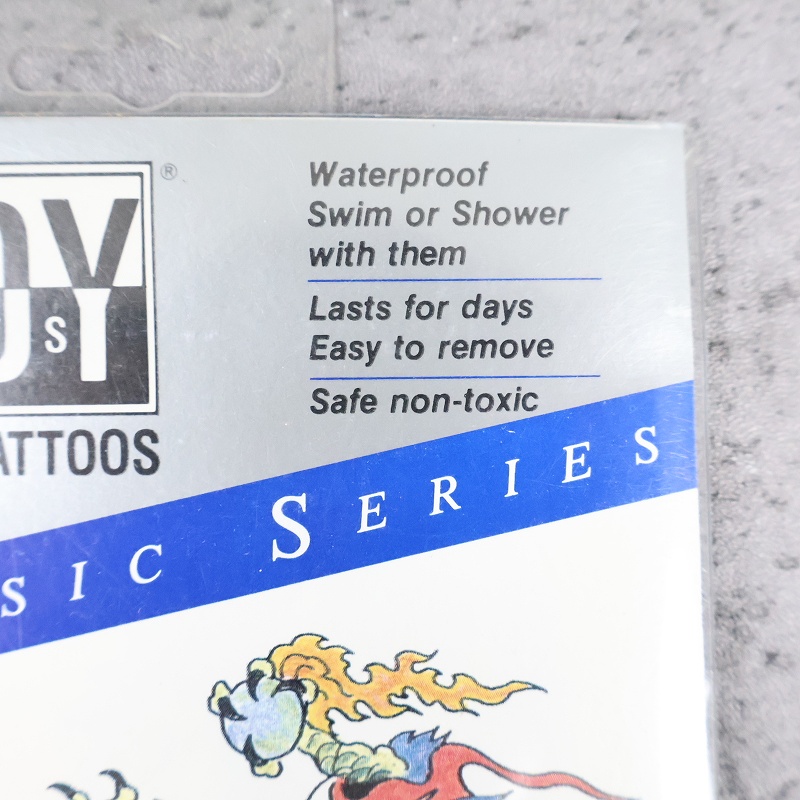 ®
Waterproof
Swim or Shower
with them
Lasts for days
Easy to remove
Safe non-toxic
ATTOOS
SIC SERIES